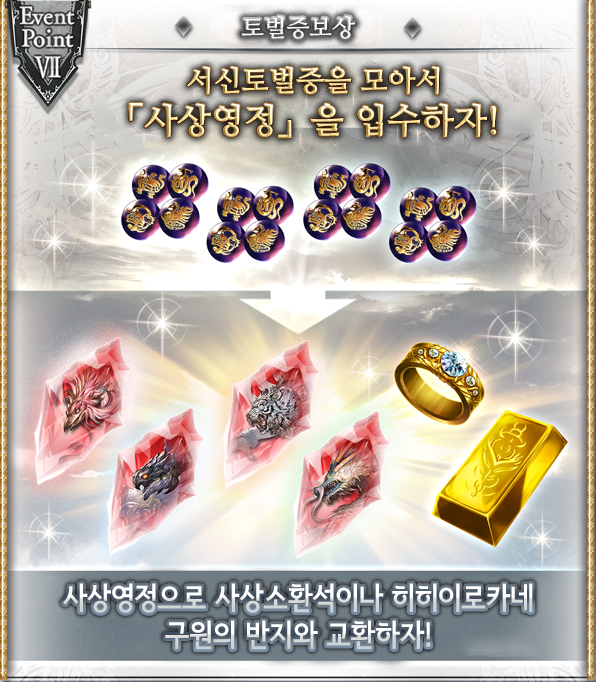 Event
Point
VII
토벌증보상
서신토벌증을 모아서
「사상영정」을 입수하자!
사상영정으로 사상소환석이나 히히이로카네
구원의 반지와 교환하자!